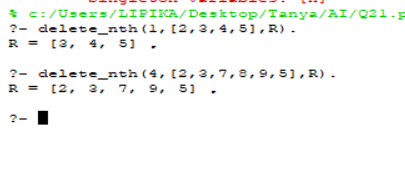 % c:/Users/LIPIKA/Desktop/Tanya/AI/Q21.p
?- delete_nth(1,[2,3,4,5],R).
R = [3, 4, 5] .
?- delete_nth(4,[2,3,7,8,9,5],R).
R = [2, 3, 7, 9, 5] .
?-